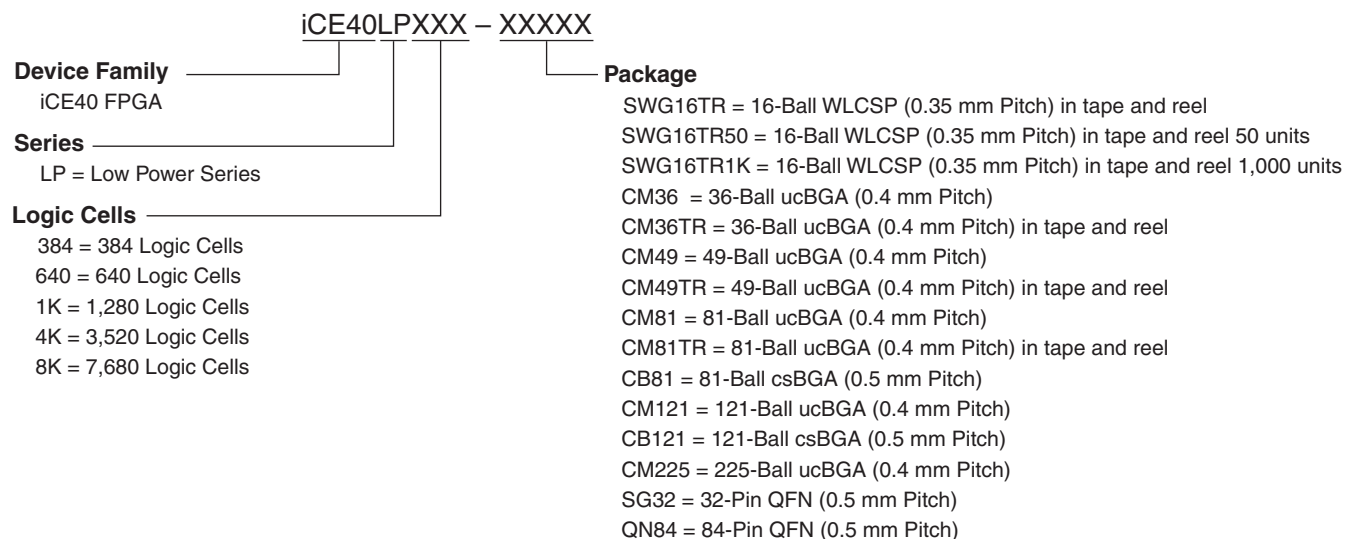 iCE40LPXXX – XXXXX
Device Family
iCE40 FPGA
Series
LP = Low Power Series
Logic Cells
384 = 384 Logic Cells
640 = 640 Logic Cells
1K = 1,280 Logic Cells
4K = 3,520 Logic Cells
8K = 7,680 Logic Cells
Package
SWG16TR = 16-Ball WLCSP (0.35 mm Pitch) in tape and reel
SWG16TR50 = 16-Ball WLCSP (0.35 mm Pitch) in tape and reel 50 units
SWG16TR1K = 16-Ball WLCSP (0.35 mm Pitch) in tape and reel 1,000 units
CM36 = 36-Ball ucBGA (0.4 mm Pitch)
CM36TR = 36-Ball ucBGA (0.4 mm Pitch) in tape and reel
CM49 = 49-Ball ucBGA (0.4 mm Pitch)
CM49TR = 49-Ball ucBGA (0.4 mm Pitch) in tape and reel
CM81 = 81-Ball ucBGA (0.4 mm Pitch)
CM81TR = 81-Ball ucBGA (0.4 mm Pitch) in tape and reel
CB81 = 81-Ball csBGA (0.5 mm Pitch)
CM121 = 121-Ball ucBGA (0.4 mm Pitch)
CB121 = 121-Ball csBGA (0.5 mm Pitch)
CM225 = 225-Ball ucBGA (0.4 mm Pitch)
SG32 = 32-Pin QFN (0.5 mm Pitch)
QN84 = 84-Pin QFN (0.5 mm Pitch)